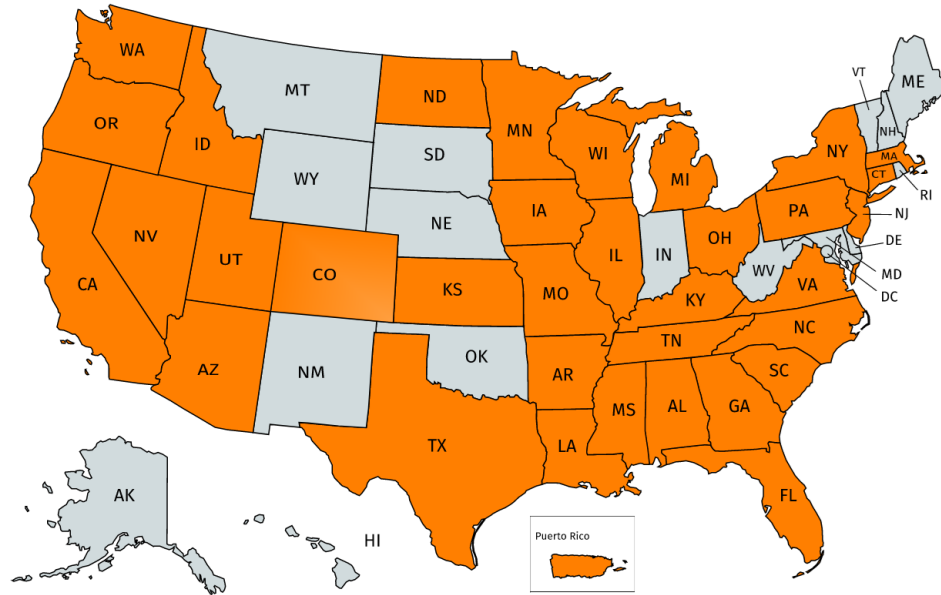 WA
MT
ND
MN
VT
ME
OR
ID
SD
WI
NH
NY
MA
WY
MI
CT
RI
NE
IA
PA
NJ
NV
UT
CO
IL
IN
OH
DE
CA
KS
MO
WV
MD
KY
VA
DC
AZ
NM
OK
AR
TN
NC
SC
MS
AL
GA
TX
LA
AK
FL
HI
Puerto Rico